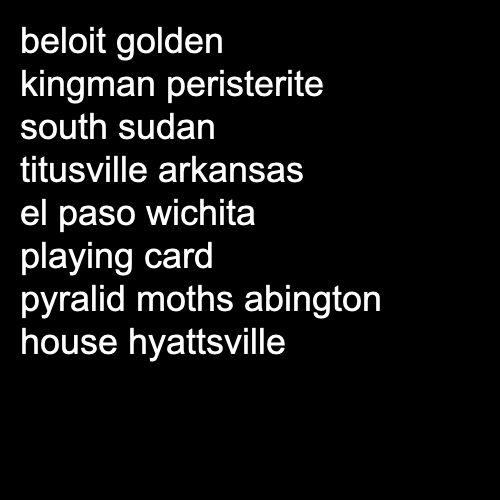 beloit golden
kingman peristerite
south sudan
titusville arkansas
el paso wichita
playing card
pyralid moths abington
house hyattsville